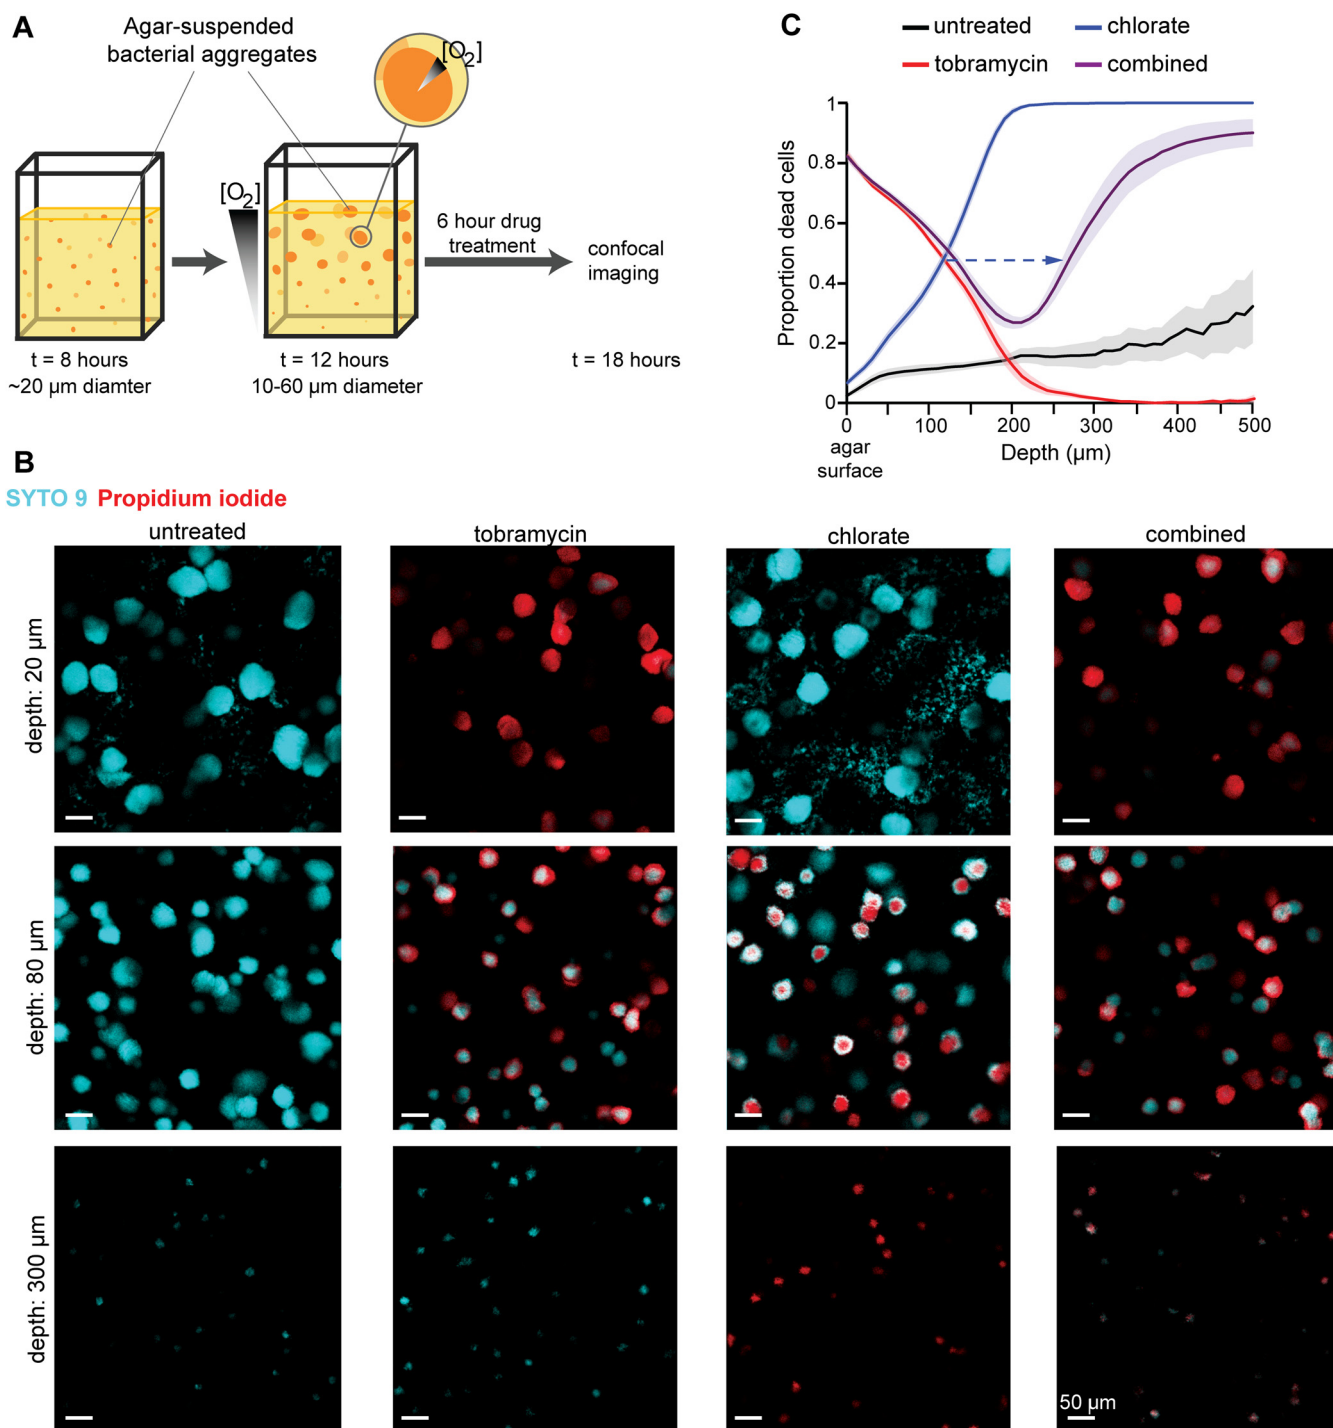 A
Agar-suspended
bacterial aggregates
[O2]
[O2]
6 hour drug
treatment
confocal
imaging
t = 8 hours
~20 µm diamter
t = 12 hours
10-60 µm diameter
t = 18 hours
C
untreated
chlorate
tobramycin
combined
Proportion dead cells
1
0.8
0.6
0.4
0.2
0
0
100
200
300
400
500
agar
surface
Depth (µm)
B
SYTO 9 Propidium iodide
untreated
tobramycin
chlorate
combined
depth: 20 µm
depth: 80 µm
depth: 300 µm
50 µm